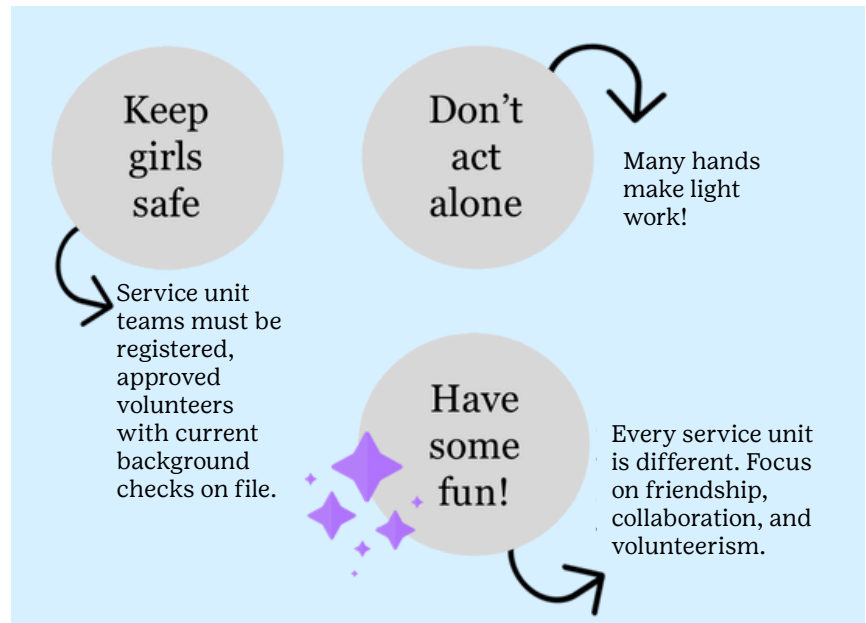 Keep
girls
safe
Service unit
teams must be
registered,
approved
volunteers
with current
background
checks on file.
Don’t
act
alone
Many hands
make light
work!
Have
some
fun!
Every service unit
is different. Focus
on friendship,
collaboration, and
volunteerism.